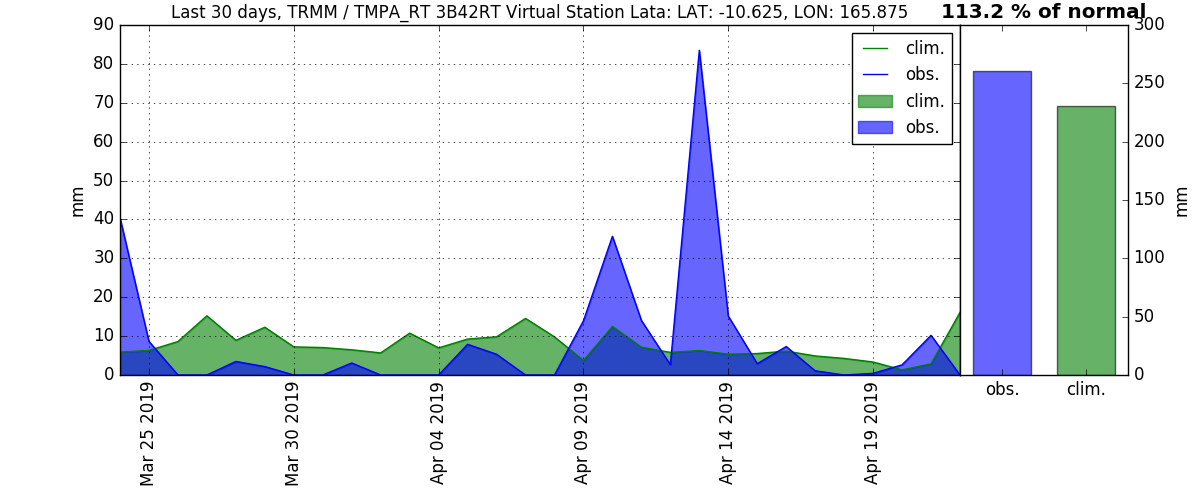 Last 30 days, TRMM / TMPA_RT 3B42RT Virtual Station Lata: LAT: -10.625, LON: 165.875
113.2 % of normal
90
80
70
60
50
40
30
20
10
0
mm
clim.
obs.
clim.
obs.
Mar 25 2019
Mar 30 2019
Apr 04 2019
Apr 09 2019
Apr 14 2019
Apr 19 2019
300
250
200
150
100
50
0
mm
obs.
clim.